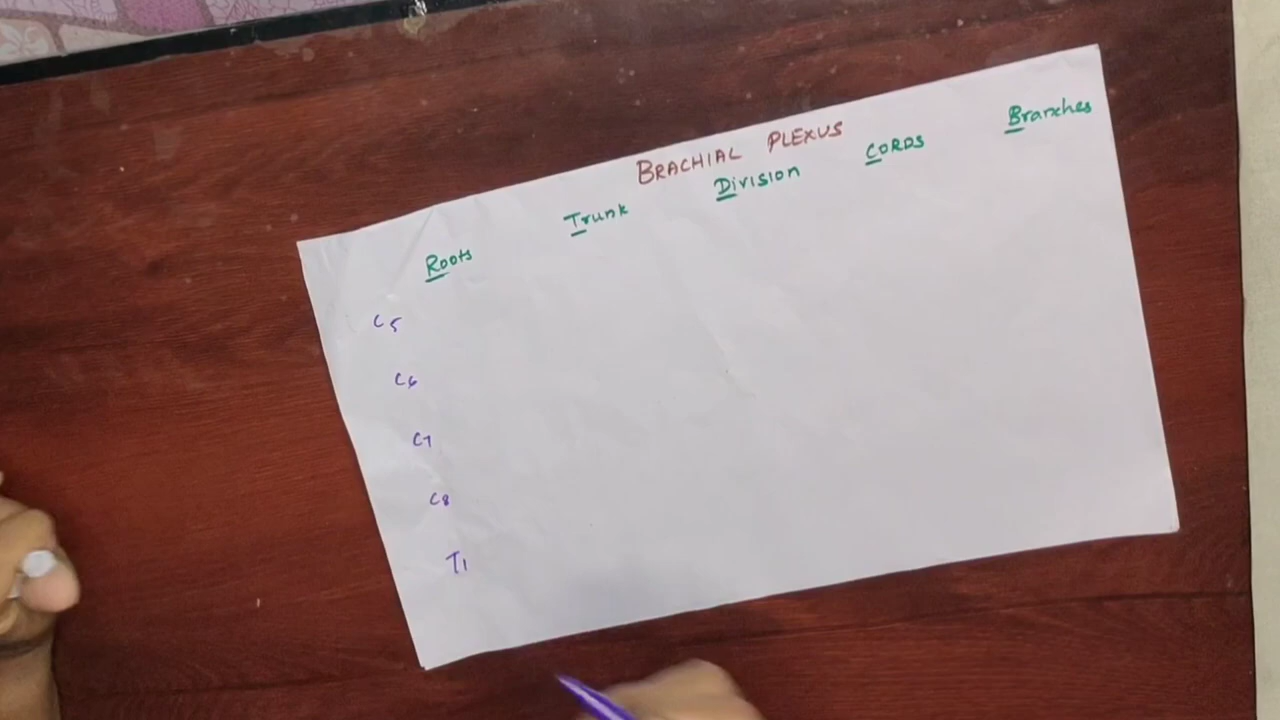 BRACHIAL PLEXUS
Roots Trunk Division CORDS Branches
C5
C6
C7
C8
T1